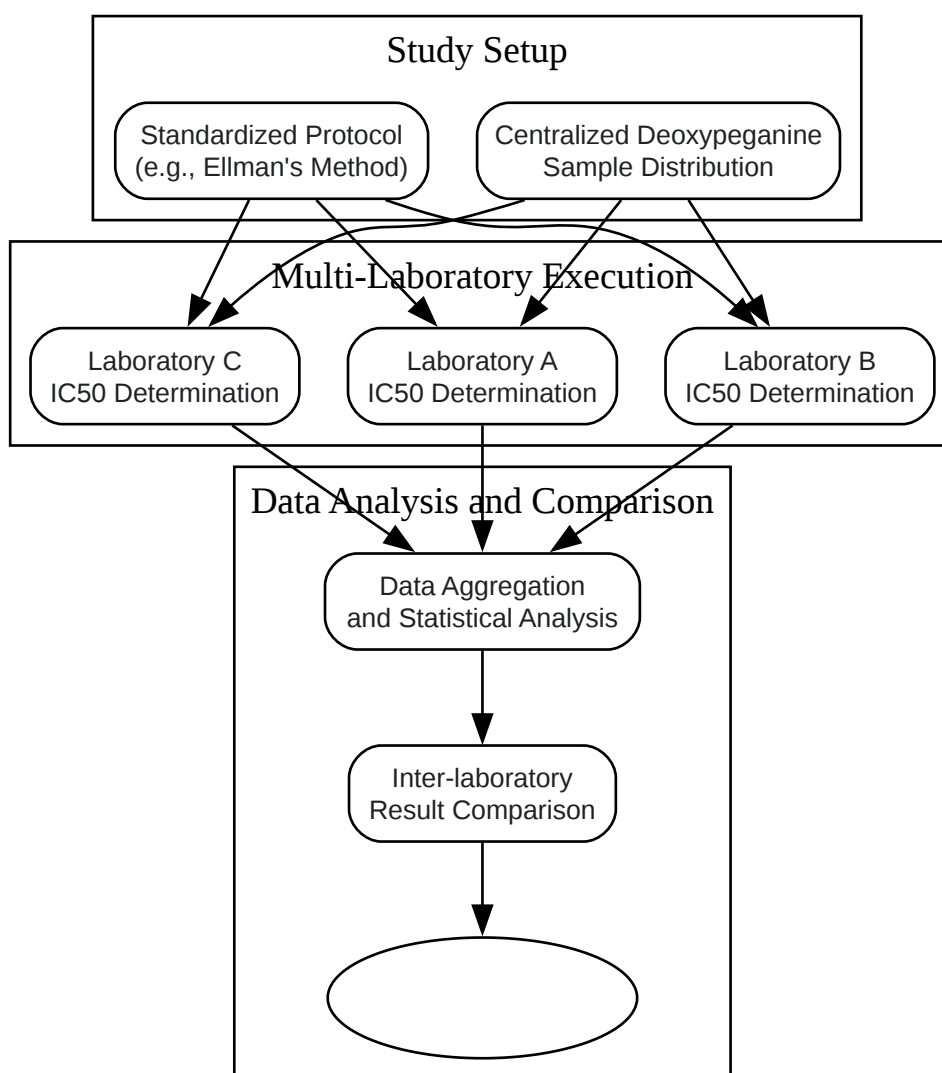 Study Setup
Standardized Protocol
(e.g., Ellman's Method)
Centralized Deoxypeganine
Sample Distribution
Multi-Laboratory Execution
Laboratory C
IC50 Determination
Laboratory A
IC50 Determination
Laboratory B
IC50 Determination
Data Analysis and Comparison
Data Aggregation
and Statistical Analysis
Inter-laboratory
Result Comparison